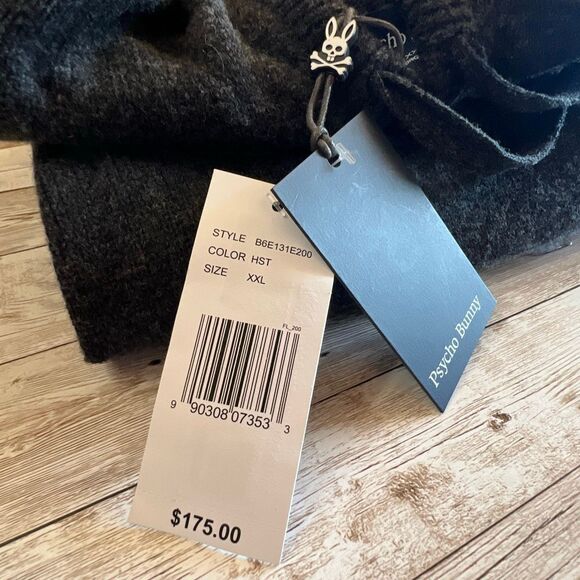 STYLE B6E131E200
COLOR HST
SIZE XXL
FL_200
9 90308 07353 3
$175.00
Psycho Bunny